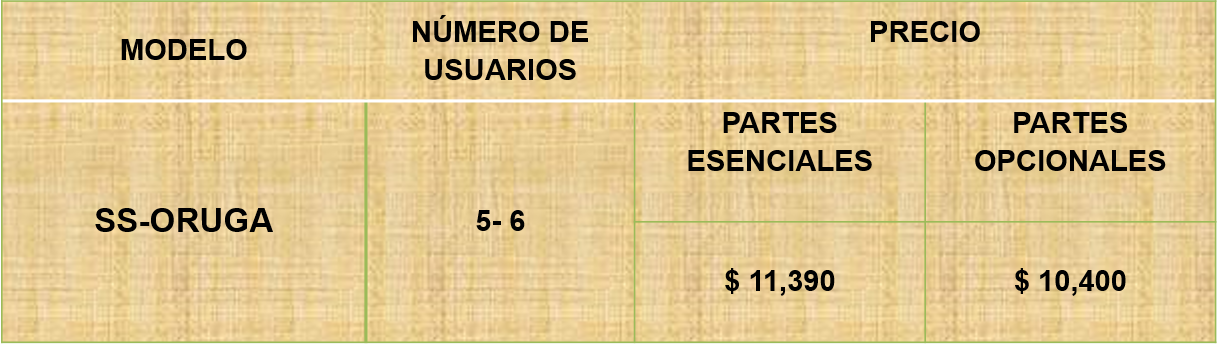 MODELO
NÚMERO DE
USUARIOS
PRECIO
SS-ORUGA
5- 6
PARTES
ESENCIALES
PARTES
OPCIONALES
$ 11,390
$ 10,400